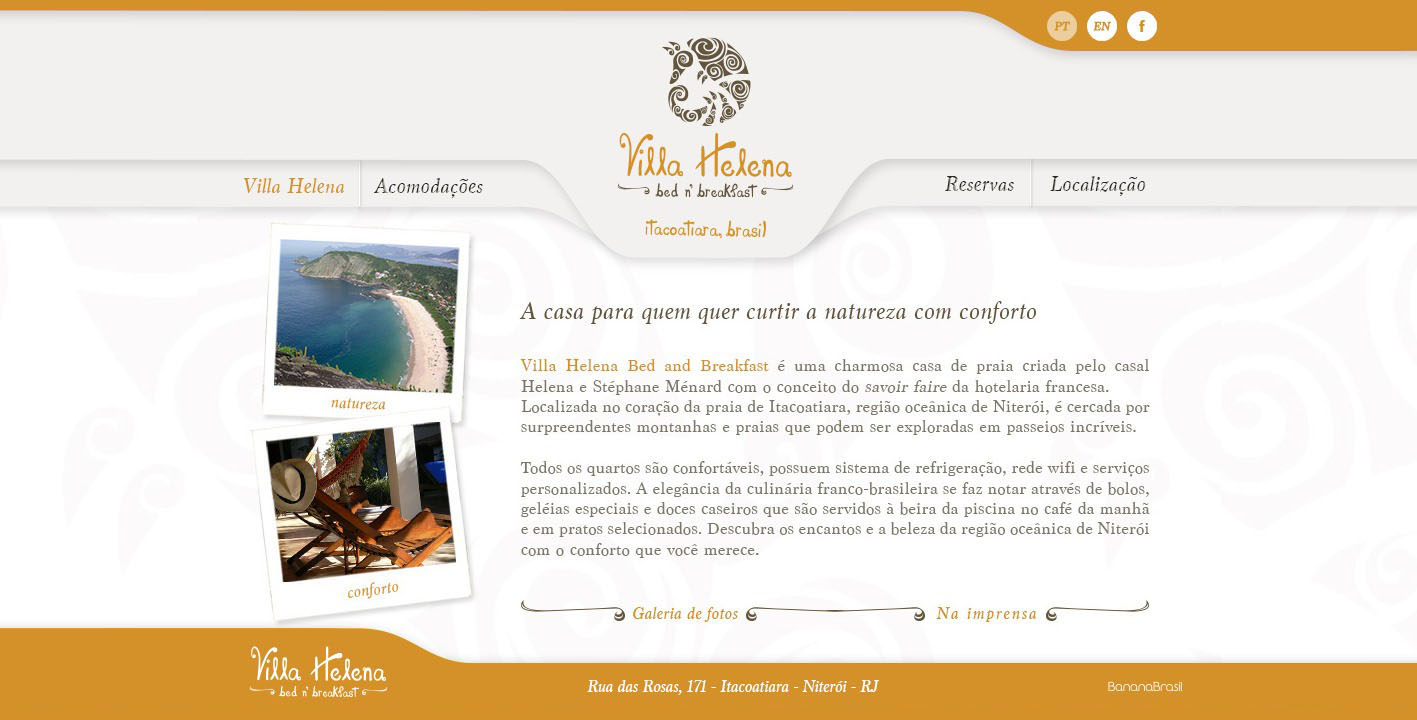 PT EN f
Villa Helena
bed n' breakfast
itacoatiara, brasil
Villa Helena
Acomodações
Reservas
Localização
natureza
conforto
A casa para quem quer curtir a natureza com conforto
Villa Helena Bed and Breakfast é uma charmosa casa de praia criada pelo casal
Helena e Stéphane Ménard com o conceito do savoir faire da hotelaria francesa.
Localizada no coração da praia de Itacoatiara, região oceânica de Niterói, é cercada por
surpreendentes montanhas e praias que podem ser exploradas em passeios incríveis.
Todos os quartos são confortáveis, possuem sistema de refrigeração, rede wifi e serviços
personalizados. A elegância da culinária franco-brasileira se faz notar através de bolos,
geléias especiais e doces caseiros que são servidos à beira da piscina no café da manhã
e em pratos selecionados. Descubra os encantos e a beleza da região oceânica de Niterói
com o conforto que você merece.
Galeria de fotos
Na imprensa
Villa Helena
bed n' breakfast
Rua das Rosas, 171 - Itacoatiara - Niterói - RJ
BananaBrasil